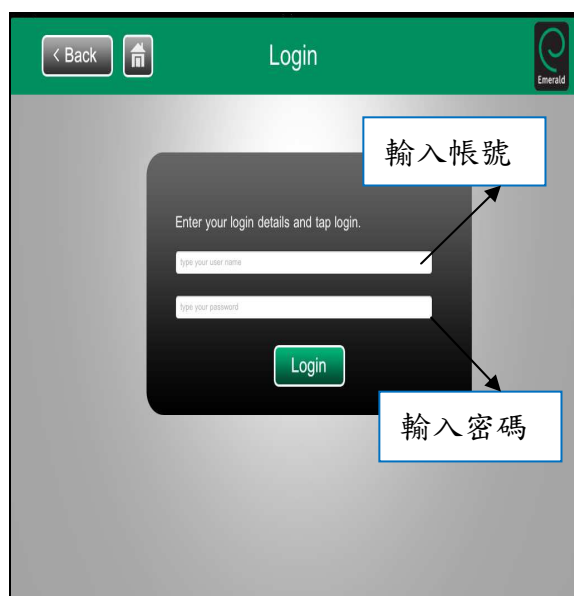 < Back
Login
Emerald
輸入帳號
Enter your login details and tap login.
type your user name
type your password
Login
輸入密碼